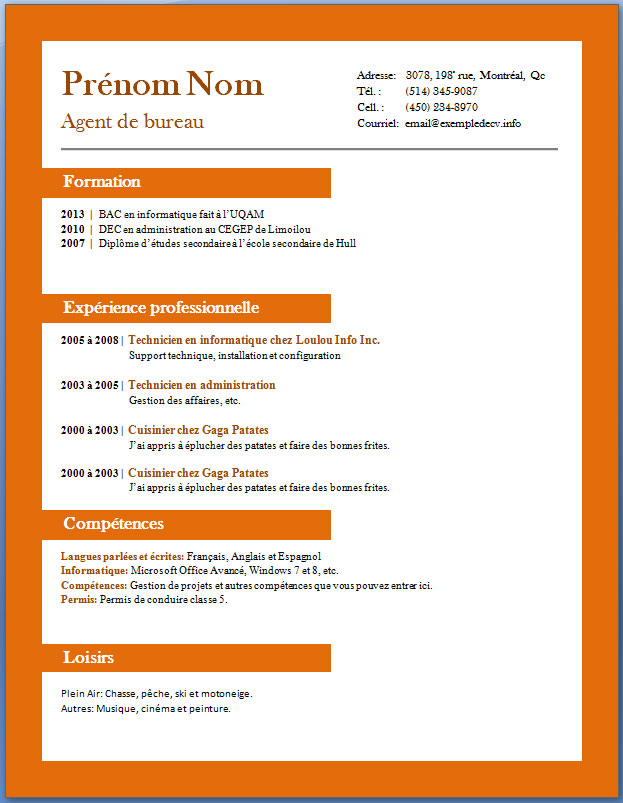 Prénom Nom
Agent de bureau
Adresse: 3078, 198e rue, Montréal, Qc
Tél. : (514) 345-9087
Cell. : (450) 234-8970
Courriel: email@exempledecv.info
Formation
2013 | BAC en informatique fait à l'UQAM
2010 | DEC en administration au CEGEP de Limoilou
2007 | Diplôme d'études secondaire à l'école secondaire de Hull
Expérience professionnelle
2005 à 2008 | Technicien en informatique chez Loulou Info Inc.
Support technique, installation et configuration
2003 à 2005 | Technicien en administration
Gestion des affaires, etc.
2000 à 2003 | Cuisinier chez Gaga Patates
J'ai appris à éplucher des patates et faire des bonnes frites.
2000 à 2003 | Cuisinier chez Gaga Patates
J'ai appris à éplucher des patates et faire des bonnes frites.
Compétences
Langues parlées et écrites: Français, Anglais et Espagnol
Informatique: Microsoft Office Avancé, Windows 7 et 8, etc.
Compétences: Gestion de projets et autres compétences que vous pouvez entrer ici.
Permis: Permis de conduire classe 5.
Loisirs
Plein Air: Chasse, pêche, ski et motoneige.
Autres: Musique, cinéma et peinture.